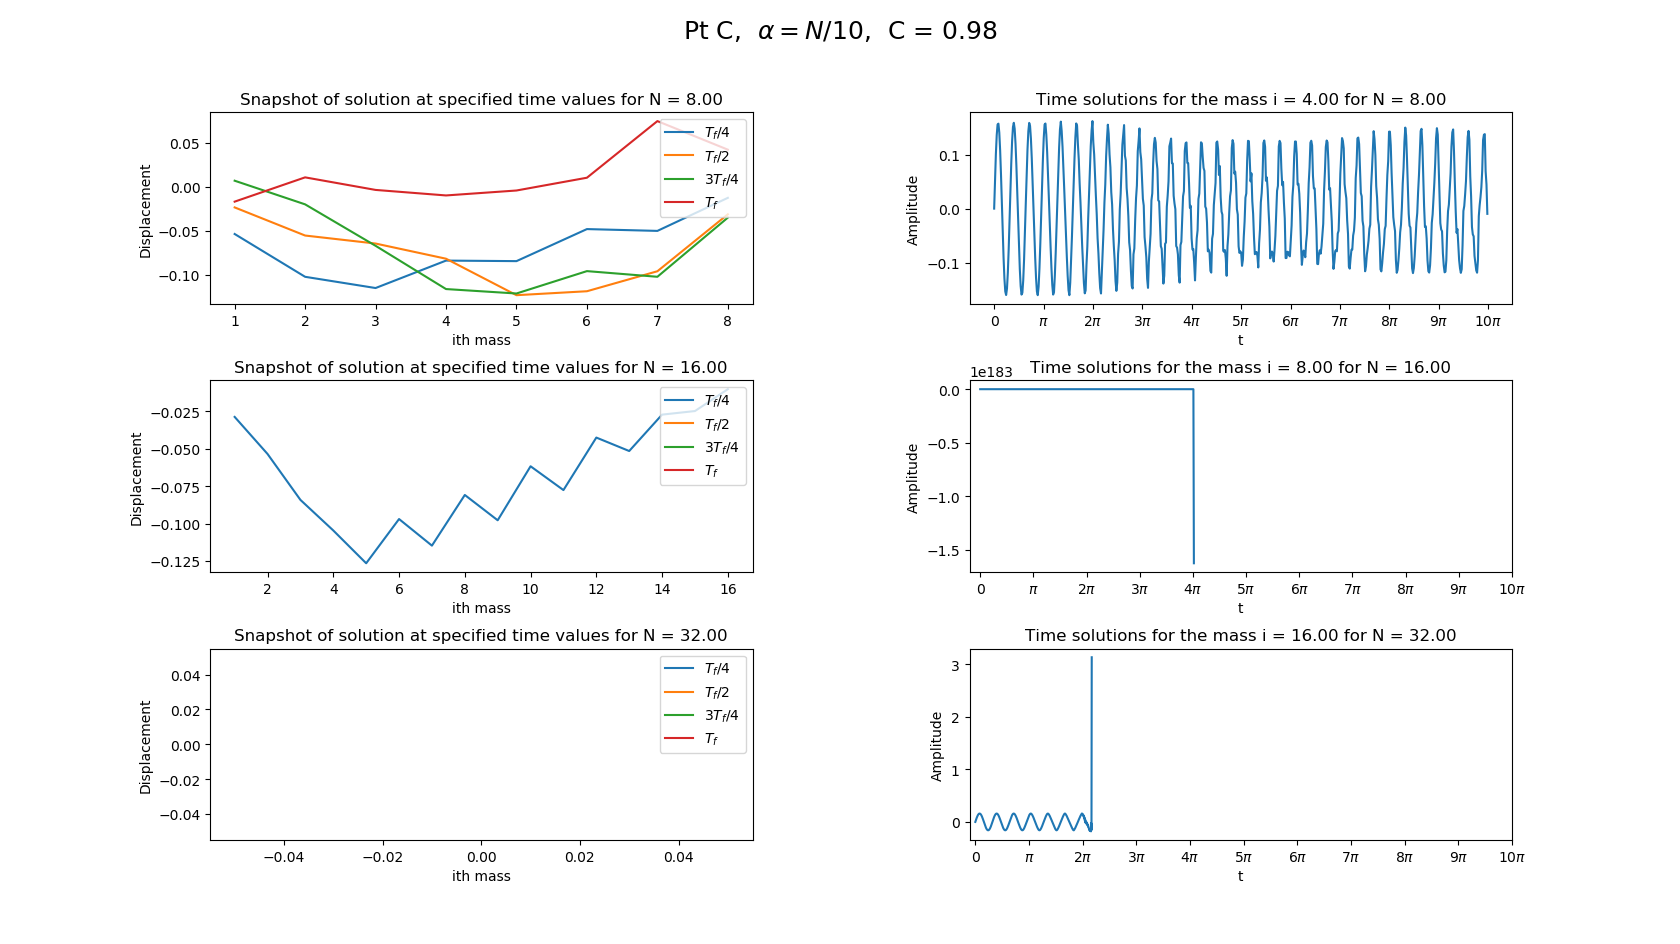 Pt C, α = N/10, C = 0.98
Snapshot of solution at specified time values for N = 8.00
Displacement
0.05
0.00
−0.05
−0.10
1 2 3 4 5 6 7 8
ith mass
T_f/4
T_f/2
3T_f/4
T_f
Time solutions for the mass i = 4.00 for N = 8.00
Amplitude
0.1
0.0
−0.1
0 π 2π 3π 4π 5π 6π 7π 8π 9π 10π
t
Snapshot of solution at specified time values for N = 16.00
Displacement
−0.025
−0.050
−0.075
−0.100
−0.125
2 4 6 8 10 12 14 16
ith mass
T_f/4
T_f/2
3T_f/4
T_f
1e183
Time solutions for the mass i = 8.00 for N = 16.00
Amplitude
0.0
−0.5
−1.0
−1.5
0 π 2π 3π 4π 5π 6π 7π 8π 9π 10π
t
Snapshot of solution at specified time values for N = 32.00
Displacement
0.04
0.02
0.00
−0.02
−0.04
−0.04 −0.02 0.00 0.02 0.04
ith mass
T_f/4
T_f/2
3T_f/4
T_f
Time solutions for the mass i = 16.00 for N = 32.00
Amplitude
3
2
1
0
0 π 2π 3π 4π 5π 6π 7π 8π 9π 10π
t